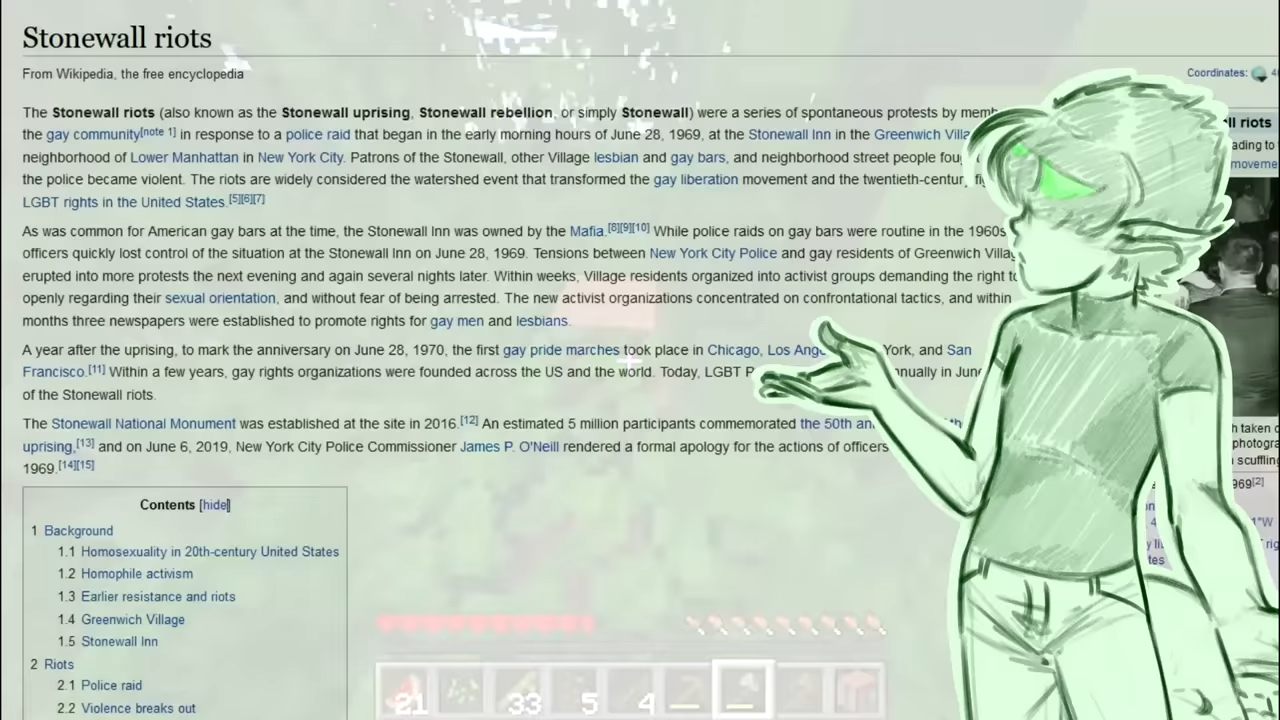 Stonewall riots
From Wikipedia, the free encyclopedia
Coordinates:
The Stonewall riots (also known as the Stonewall uprising, Stonewall rebellion, or simply Stonewall) were a series of spontaneous protests by memb
the gay community[note 1] in response to a police raid that began in the early morning hours of June 28, 1969, at the Stonewall Inn in the Greenwich Villa
neighborhood of Lower Manhattan in New York City. Patrons of the Stonewall, other Village lesbian and gay bars, and neighborhood street people fou
the police became violent. The riots are widely considered the watershed event that transformed the gay liberation movement and the twentieth-century
LGBT rights in the United States.[5][6][7]
As was common for American gay bars at the time, the Stonewall Inn was owned by the Mafia.[8][9][10] While police raids on gay bars were routine in the 1960s
officers quickly lost control of the situation at the Stonewall Inn on June 28, 1969. Tensions between New York City Police and gay residents of Greenwich Villag
erupted into more protests the next evening and again several nights later. Within weeks, Village residents organized into activist groups demanding the right to
openly regarding their sexual orientation, and without fear of being arrested. The new activist organizations concentrated on confrontational tactics, and within
months three newspapers were established to promote rights for gay men and lesbians.
A year after the uprising, to mark the anniversary on June 28, 1970, the first gay pride marches took place in Chicago, Los Ange York, and San
Francisco.[11] Within a few years, gay rights organizations were founded across the US and the world. Today, LGBT P nnually in June
of the Stonewall riots.
The Stonewall National Monument was established at the site in 2016.[12] An estimated 5 million participants commemorated the 50th an
uprising,[13] and on June 6, 2019, New York City Police Commissioner James P. O'Neill rendered a formal apology for the actions of officers
1969.[14][15]
ll riots
ading to
moveme
h taken o
photogra
scuffling
969[2]
Contents [hide]
1 Background
1.1 Homosexuality in 20th-century United States
1.2 Homophile activism
1.3 Earlier resistance and riots
1.4 Greenwich Village
1.5 Stonewall Inn
2 Riots
2.1 Police raid
2.2 Violence breaks out
21 33 5 4